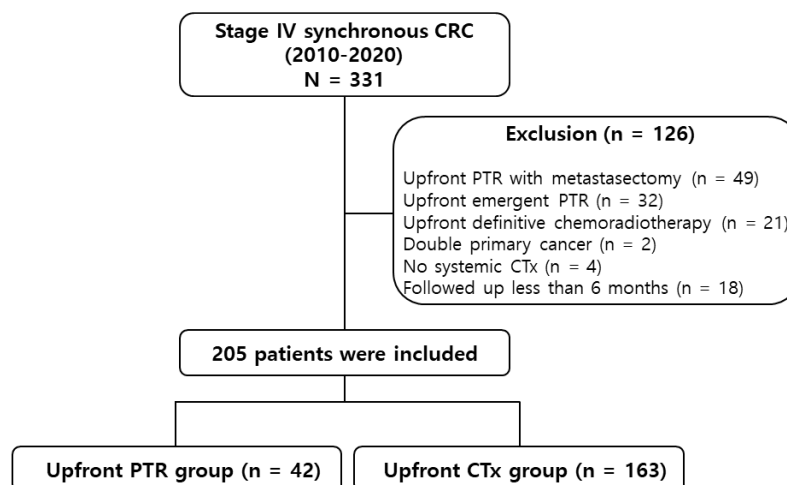 Stage IV synchronous CRC
(2010-2020)
N = 331
Exclusion (n = 126)
Upfront PTR with metastasectomy (n = 49)
Upfront emergent PTR (n = 32)
Upfront definitive chemoradiotherapy (n = 21)
Double primary cancer (n = 2)
No systemic CTx (n = 4)
Followed up less than 6 months (n = 18)
205 patients were included
Upfront PTR group (n = 42)
Upfront CTx group (n = 163)